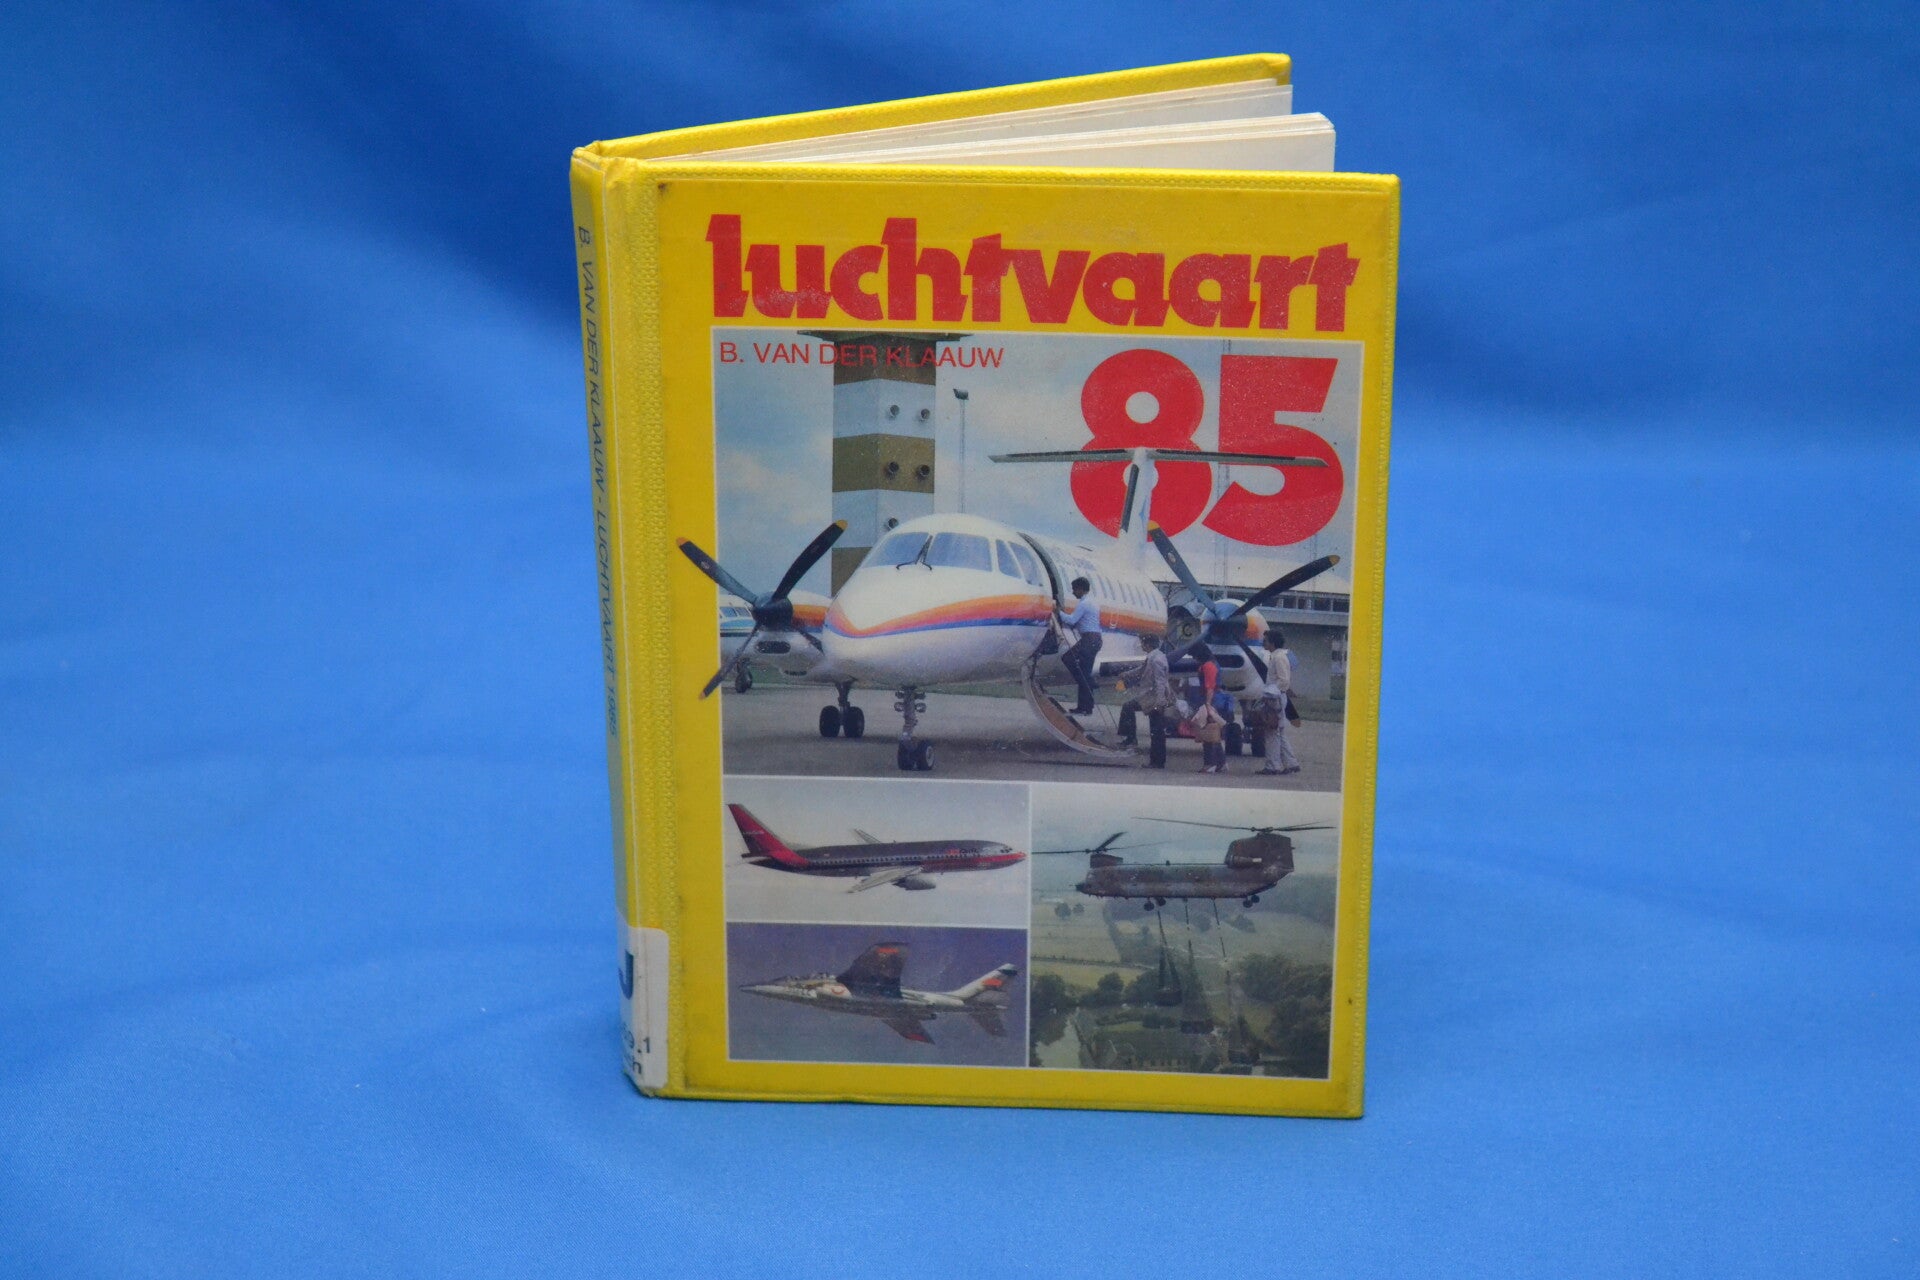 luchtvaart
85
B. VAN DER KLAAUW
B. VAN DER KLAAUW - LUCHTVAART 1985
J